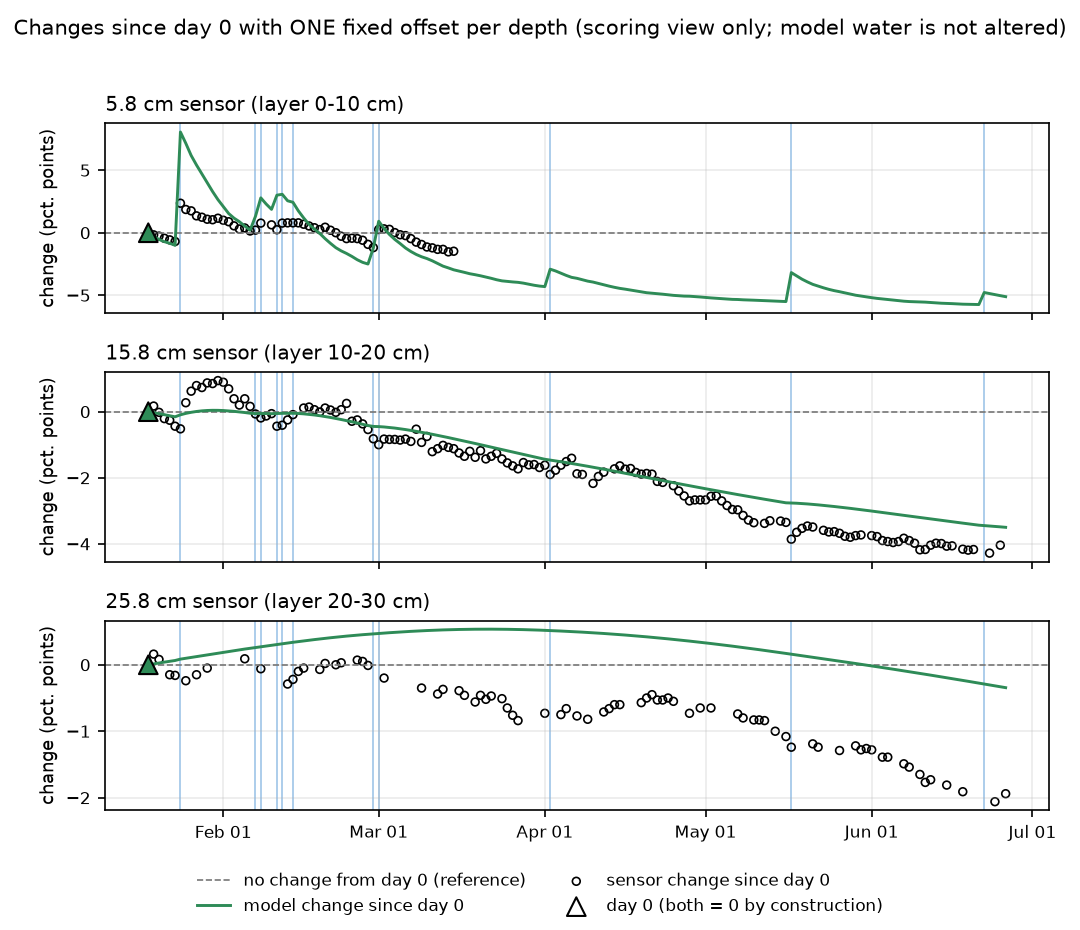 Changes since day 0 with ONE fixed offset per depth (scoring view only; model water is not altered)
5.8 cm sensor (layer 0-10 cm)
change (pct. points)
5
0
−5
15.8 cm sensor (layer 10-20 cm)
change (pct. points)
0
−2
−4
25.8 cm sensor (layer 20-30 cm)
change (pct. points)
0
−1
−2
Feb 01 Mar 01 Apr 01 May 01 Jun 01 Jul 01
no change from day 0 (reference)
model change since day 0
sensor change since day 0
day 0 (both = 0 by construction)